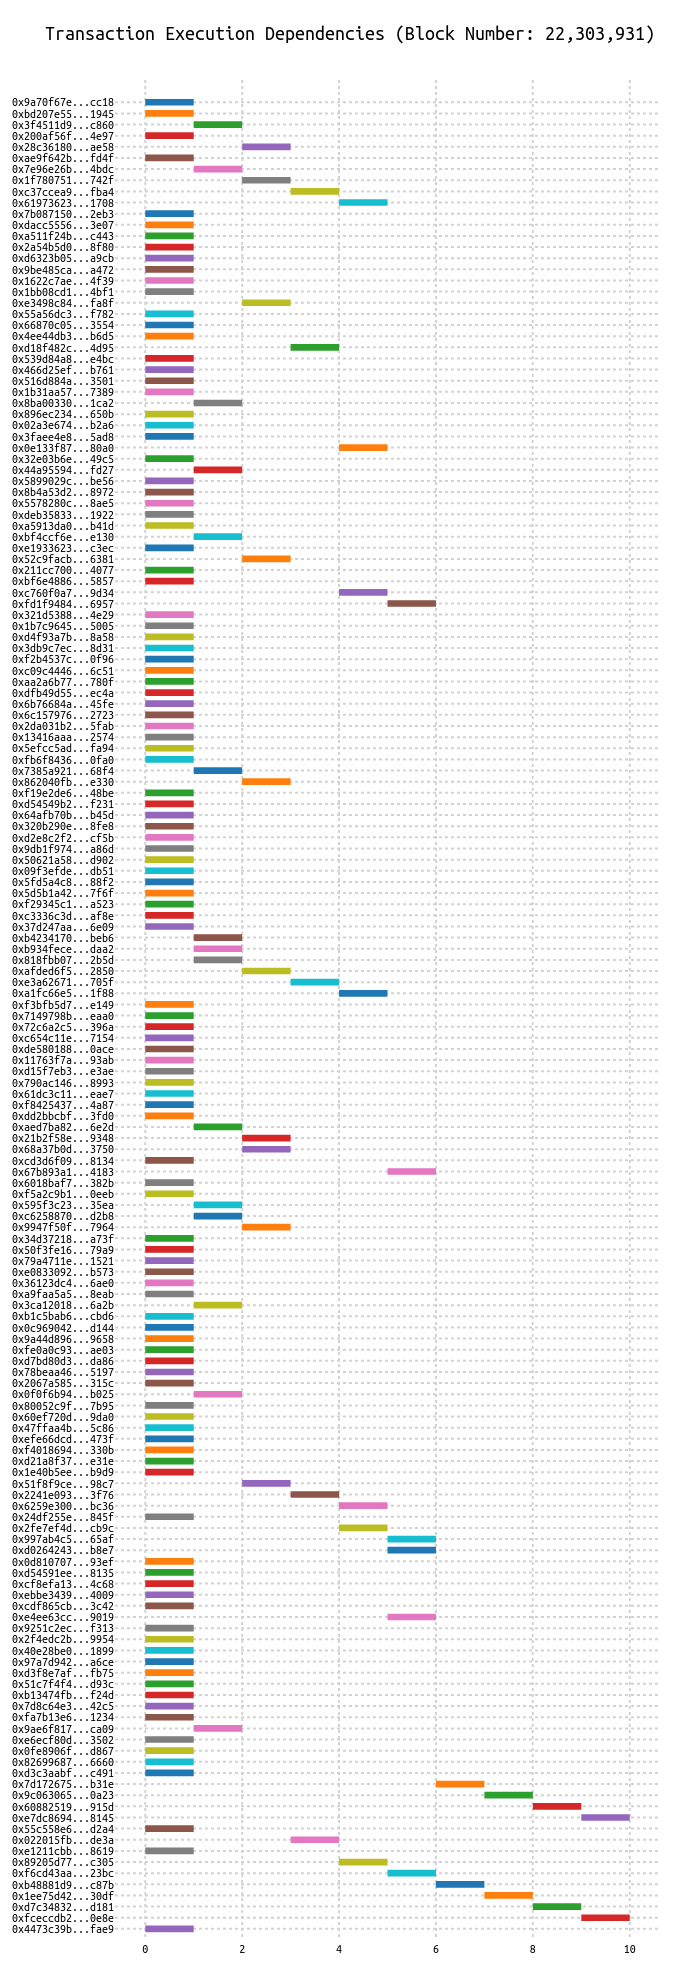 Transaction Execution Dependencies (Block Number: 22,303,931)
0x9a70f67e...cc18
0xbd207e55...1945
0x3f4511d9...c860
0x200af56f...4e97
0x28c36180...ae58
0xae9f642b...fd4f
0x7e96e26b...4bdc
0x1f780751...742f
0xc37ccea9...fba4
0x61973623...1708
0x7b087150...2eb3
0xdacc5556...3e07
0xa511f24b...c443
0x2a54b5d0...8f80
0xd6323b05...a9cb
0x9be485ca...a472
0x1622c7ae...4f39
0x1bb08cd1...4bf1
0xe3498c84...fa8f
0x55a56dc3...f782
0x66870c05...3554
0x4ee44db3...b6d5
0xd18f482c...4d95
0x539d84a8...e4bc
0x466d25ef...b761
0x516d884a...3501
0x1b31aa57...7389
0x8ba00330...1ca2
0x896ec234...650b
0x02a3e674...b2a6
0x3faee4e8...5ad8
0x0e133f87...80a0
0x32e03b6e...49c5
0x44a95594...fd27
0x5899029c...be56
0x8b4a53d2...8972
0x5578280c...8ae5
0xdeb35833...1922
0xa5913da0...b41d
0xbf4ccf6e...e130
0xe1933623...c3ec
0x52c9facb...6381
0x211cc700...4077
0xbf6e4886...5857
0xc760f0a7...9d34
0xfd1f9484...6957
0x321d5388...4e29
0x1b7c9645...5005
0xd4f93a7b...8a58
0x3db9c7ec...8d31
0xf2b4537c...0f96
0xc09c4446...6c51
0xaa2a6b77...780f
0xdfb49d55...ec4a
0x6b76684a...45fe
0x6c157976...2723
0x2da031b2...5fab
0x13416aaa...2574
0x5efcc5ad...fa94
0xfb6f8436...0fa0
0x7385a921...68f4
0x862040fb...e330
0xf19e2de6...48be
0xd54549b2...f231
0x64afb70b...b45d
0x320b290e...8fe8
0xd2e8c2f2...cf5b
0x9db1f974...a86d
0x50621a58...d902
0x09f3efde...db51
0x5fd5a4c8...88f2
0x5d5b1a42...7f6f
0xf29345c1...a523
0xc3336c3d...af8e
0x37d247aa...6e09
0xb4234170...beb6
0xb934fece...daa2
0x818fbb07...2b5d
0xafded6f5...2850
0xe3a62671...705f
0xa1fc66e5...1f88
0xf3bfb5d7...e149
0x7149798b...eaa0
0x72c6a2c5...396a
0xc654c11e...7154
0xde580188...0ace
0x11763f7a...93ab
0xd15f7eb3...e3ae
0x790ac146...8993
0x61dc3c11...eae7
0xf8425437...4a87
0xdd2bbcbf...3fd0
0xaed7ba82...6e2d
0x21b2f58e...9348
0x68a37b0d...3750
0xcd3d6f09...8134
0x67b893a1...4183
0x6018baf7...382b
0xf5a2c9b1...0eeb
0x595f3c23...35ea
0xc6258870...d2b8
0x9947f50f...7964
0x34d37218...a73f
0x50f3fe16...79a9
0x79a4711e...1521
0xe0833092...b573
0x36123dc4...6ae0
0xa9faa5a5...8eab
0x3ca12018...6a2b
0xb1c5bab6...cbd6
0x0c969042...d144
0x9a44d896...9658
0xfe0a0c93...ae03
0xd7bd80d3...da86
0x78beaa46...5197
0x2067a585...315c
0x0f0f6b94...b025
0x80052c9f...7b95
0x60ef720d...9da0
0x47ffaa4b...5c86
0xefe66dcd...473f
0xf4018694...330b
0xd21a8f37...e31e
0x1e40b5ee...b9d9
0x51f8f9ce...98c7
0x2241e093...3f76
0x6259e300...bc36
0x24df255e...845f
0x2fe7ef4d...cb9c
0x997ab4c5...65af
0xd0264243...b8e7
0x0d810707...93ef
0xd54591ee...8135
0xcf8efa13...4c68
0xebbe3439...4009
0xcdf865cb...3c42
0xe4ee63cc...9019
0x9251c2ec...f313
0x2f4edc2b...9954
0x40e28be0...1899
0x97a7d942...a6ce
0xd3f8e7af...fb75
0x51c7f4f4...d93c
0xb13474fb...f24d
0x7d8c64e3...42c5
0xfa7b13e6...1234
0x9ae6f817...ca09
0xe6ecf80d...3502
0x0fe8906f...d867
0x82699687...6660
0xd3c3aabf...c491
0x7d172675...b31e
0x9c063065...0a23
0x60882519...915d
0xe7dc8694...8145
0x55c558e6...d2a4
0x022015fb...de3a
0xe1211cbb...8619
0x89205d77...c305
0xf6cd43aa...23bc
0xb48881d9...c87b
0x1ee75d42...30df
0xd7c34832...d181
0xfceccdb2...0e8e
0x4473c39b...fae9
0 2 4 6 8 10